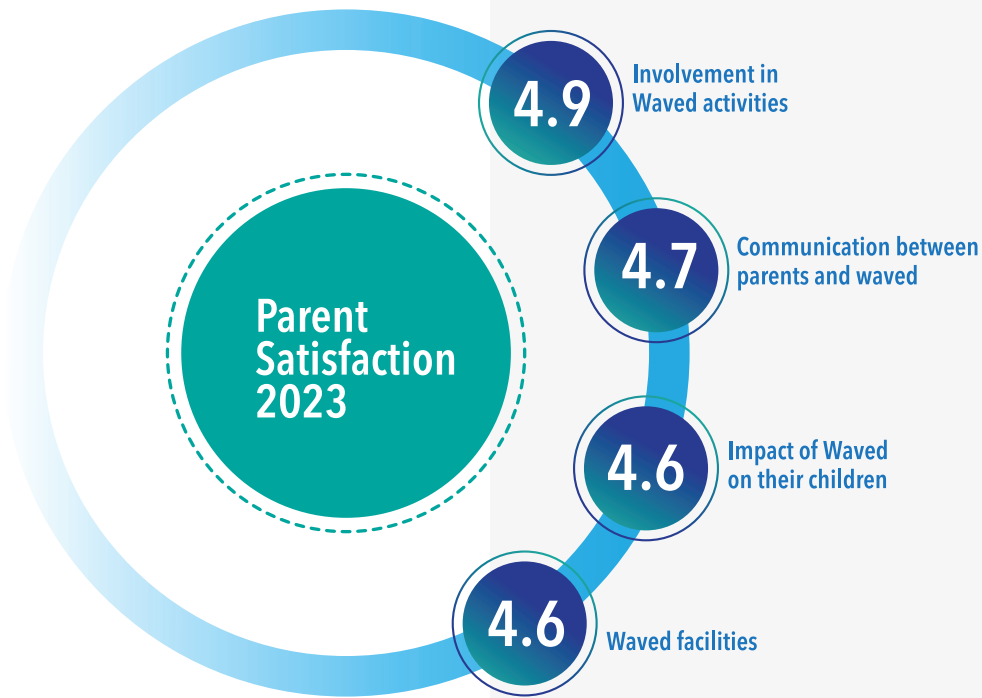 Parent
Satisfaction
2023
4.9
Involvement in
Waved activities
4.7
Communication between
parents and waved
4.6
Impact of Waved
on their children
4.6
Waved facilities